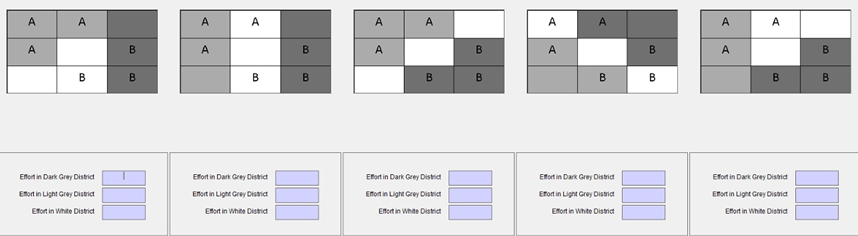 A A A A A A A A A A
A B A B A B A B A B
B B B B B B B B B B
Effort in Dark Grey District Effort in Dark Grey District Effort in Dark Grey District Effort in Dark Grey District Effort in Dark Grey District
Effort in Light Grey District Effort in Light Grey District Effort in Light Grey District Effort in Light Grey District Effort in Light Grey District
Effort in White District Effort in White District Effort in White District Effort in White District Effort in White District